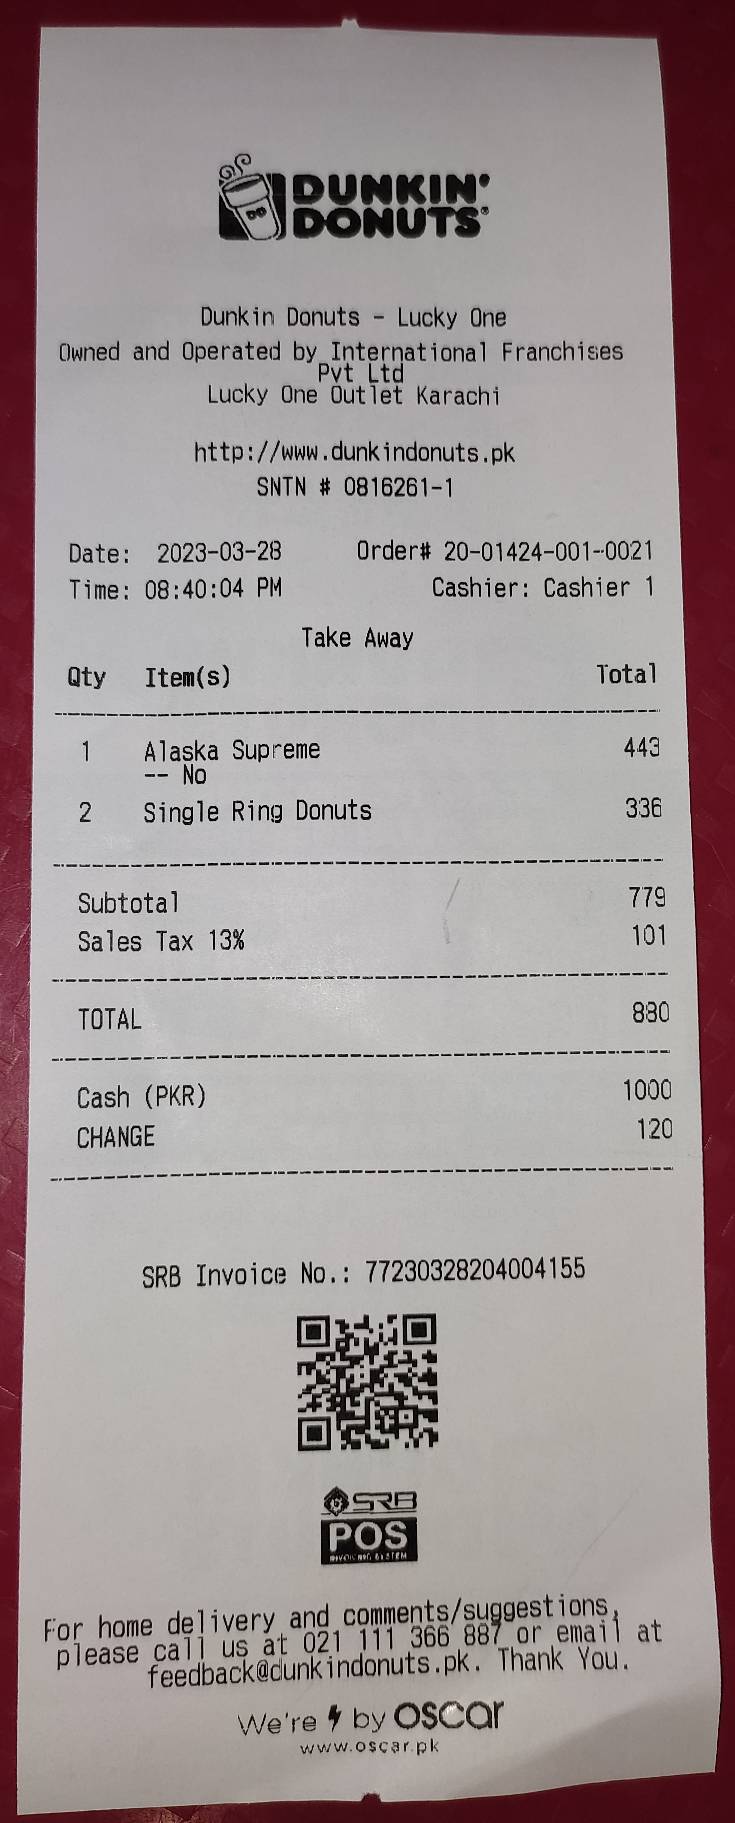 DUNKIN'
DONUTS®
Dunkin Donuts - Lucky One
Owned and Operated by International Franchises
Pvt Ltd
Lucky One Outlet Karachi
http://www.dunkindonuts.pk
SNTN # 0816261-1
Date: 2023-03-28 Order# 20-01424-001-0021
Time: 08:40:04 PM Cashier: Cashier 1
Take Away
Qty Item(s) Total
1 Alaska Supreme 443
-- No
2 Single Ring Donuts 336
Subtotal 779
Sales Tax 13% 101
TOTAL 880
Cash (PKR) 1000
CHANGE 120
SRB Invoice No.: 77230328204004155
SRB
POS
INVOICING SYSTEM
For home delivery and comments/suggestions,
please call us at 021 111 366 887 or email at
feedback@dunkindonuts.pk. Thank You.
We're by oscar
www.oscar.pk